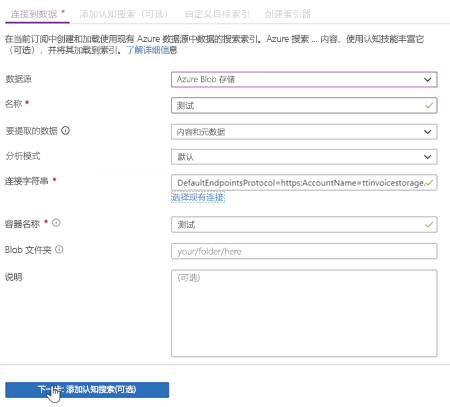 连接到数据 * 添加认知搜索（可选） 自定义目标索引 创建索引器
在当前订阅中创建和加载使用现有 Azure 数据源中数据的搜索索引。Azure 搜索 ... 内容、使用认知技能丰富它
（可选），并将其加载到索引。了解详细信息
数据源 Azure Blob 存储
名称 * 测试
要提取的数据 内容和元数据
分析模式 默认
连接字符串 * DefaultEndpointsProtocol=https;AccountName=ttinvoicestorage.
选择现有连接
容器名称 * 测试
Blob 文件夹 your/folder/here
说明 (可选)
下一步: 添加认知搜索(可选)